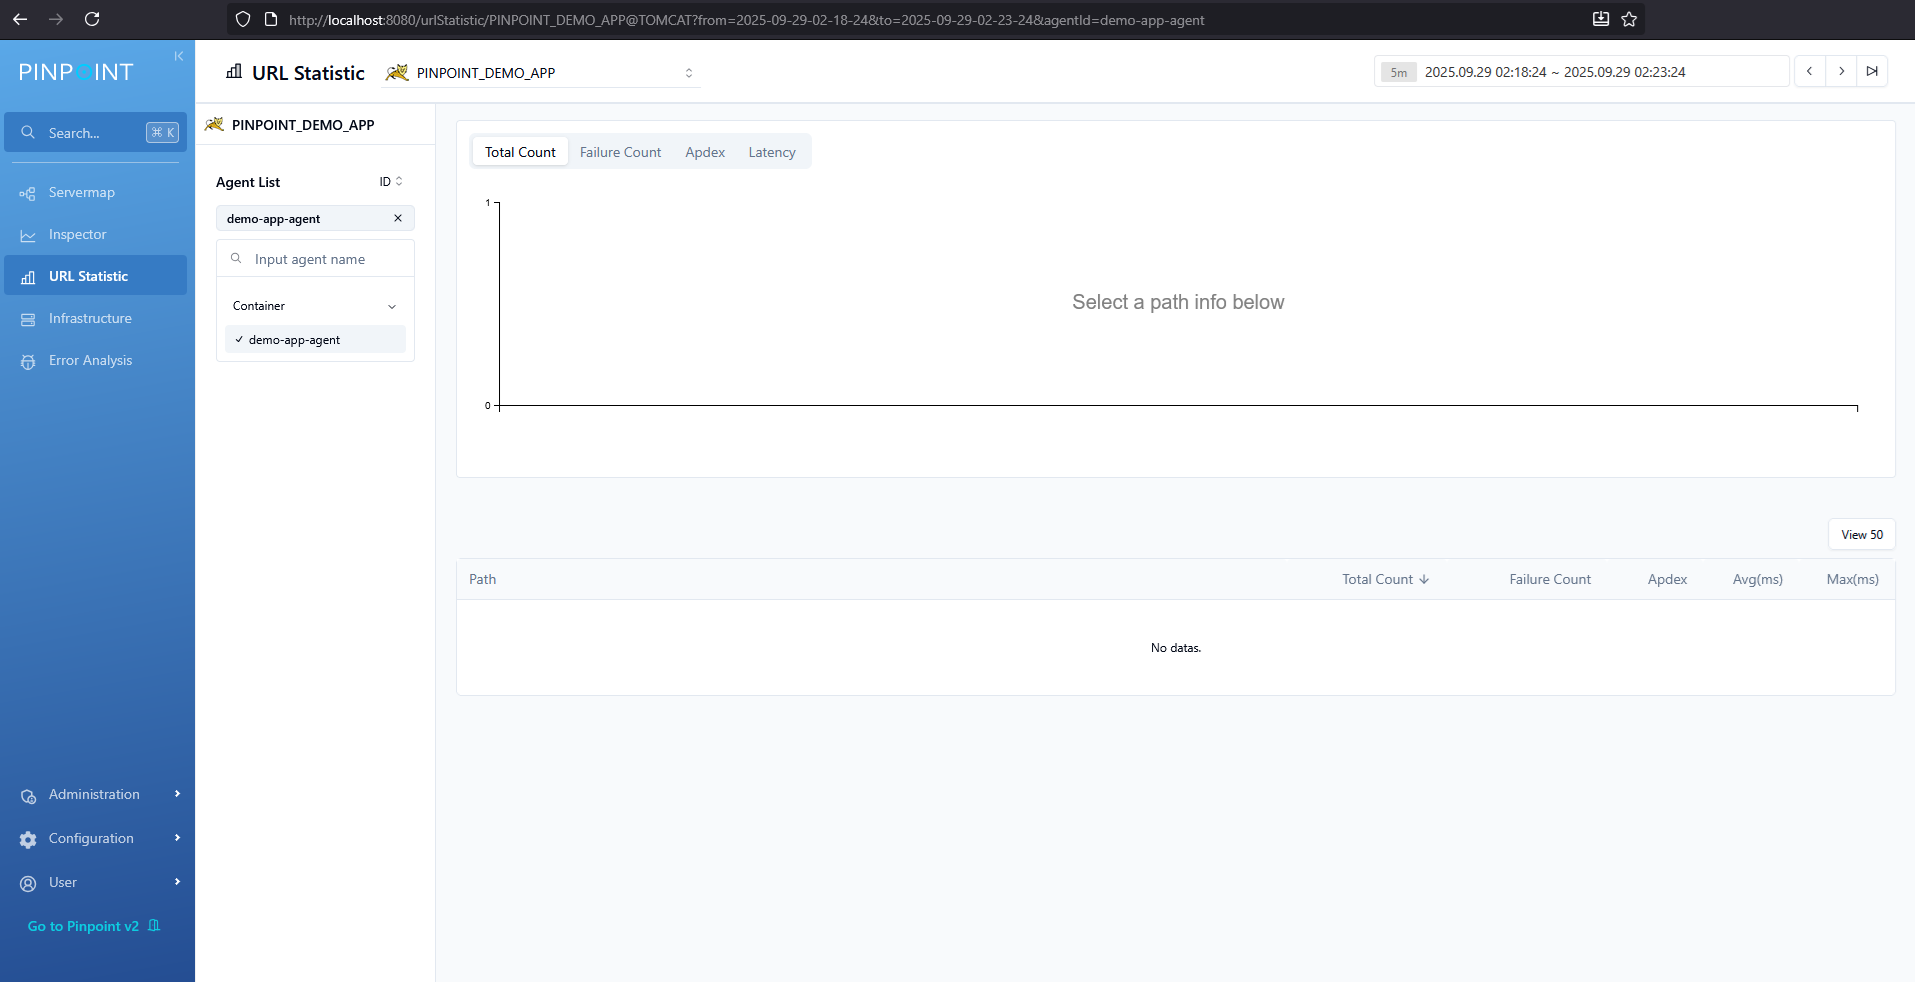 http://localhost:8080/urlStatistic/PINPOINT_DEMO_APP@TOMCAT?from=2025-09-29-02-18-24&to=2025-09-29-02-23-24&agentId=demo-app-agent
PINPOINT
Search...
⌘ K
Servermap
Inspector
URL Statistic
Infrastructure
Error Analysis
Administration
Configuration
User
Go to Pinpoint v2
URL Statistic
PINPOINT_DEMO_APP
5m
2025.09.29 02:18:24 ~ 2025.09.29 02:23:24
PINPOINT_DEMO_APP
Agent List
ID
demo-app-agent
Input agent name
Container
demo-app-agent
Total Count
Failure Count
Apdex
Latency
1
Select a path info below
0
View 50
Path
Total Count
Failure Count
Apdex
Avg(ms)
Max(ms)
No datas.